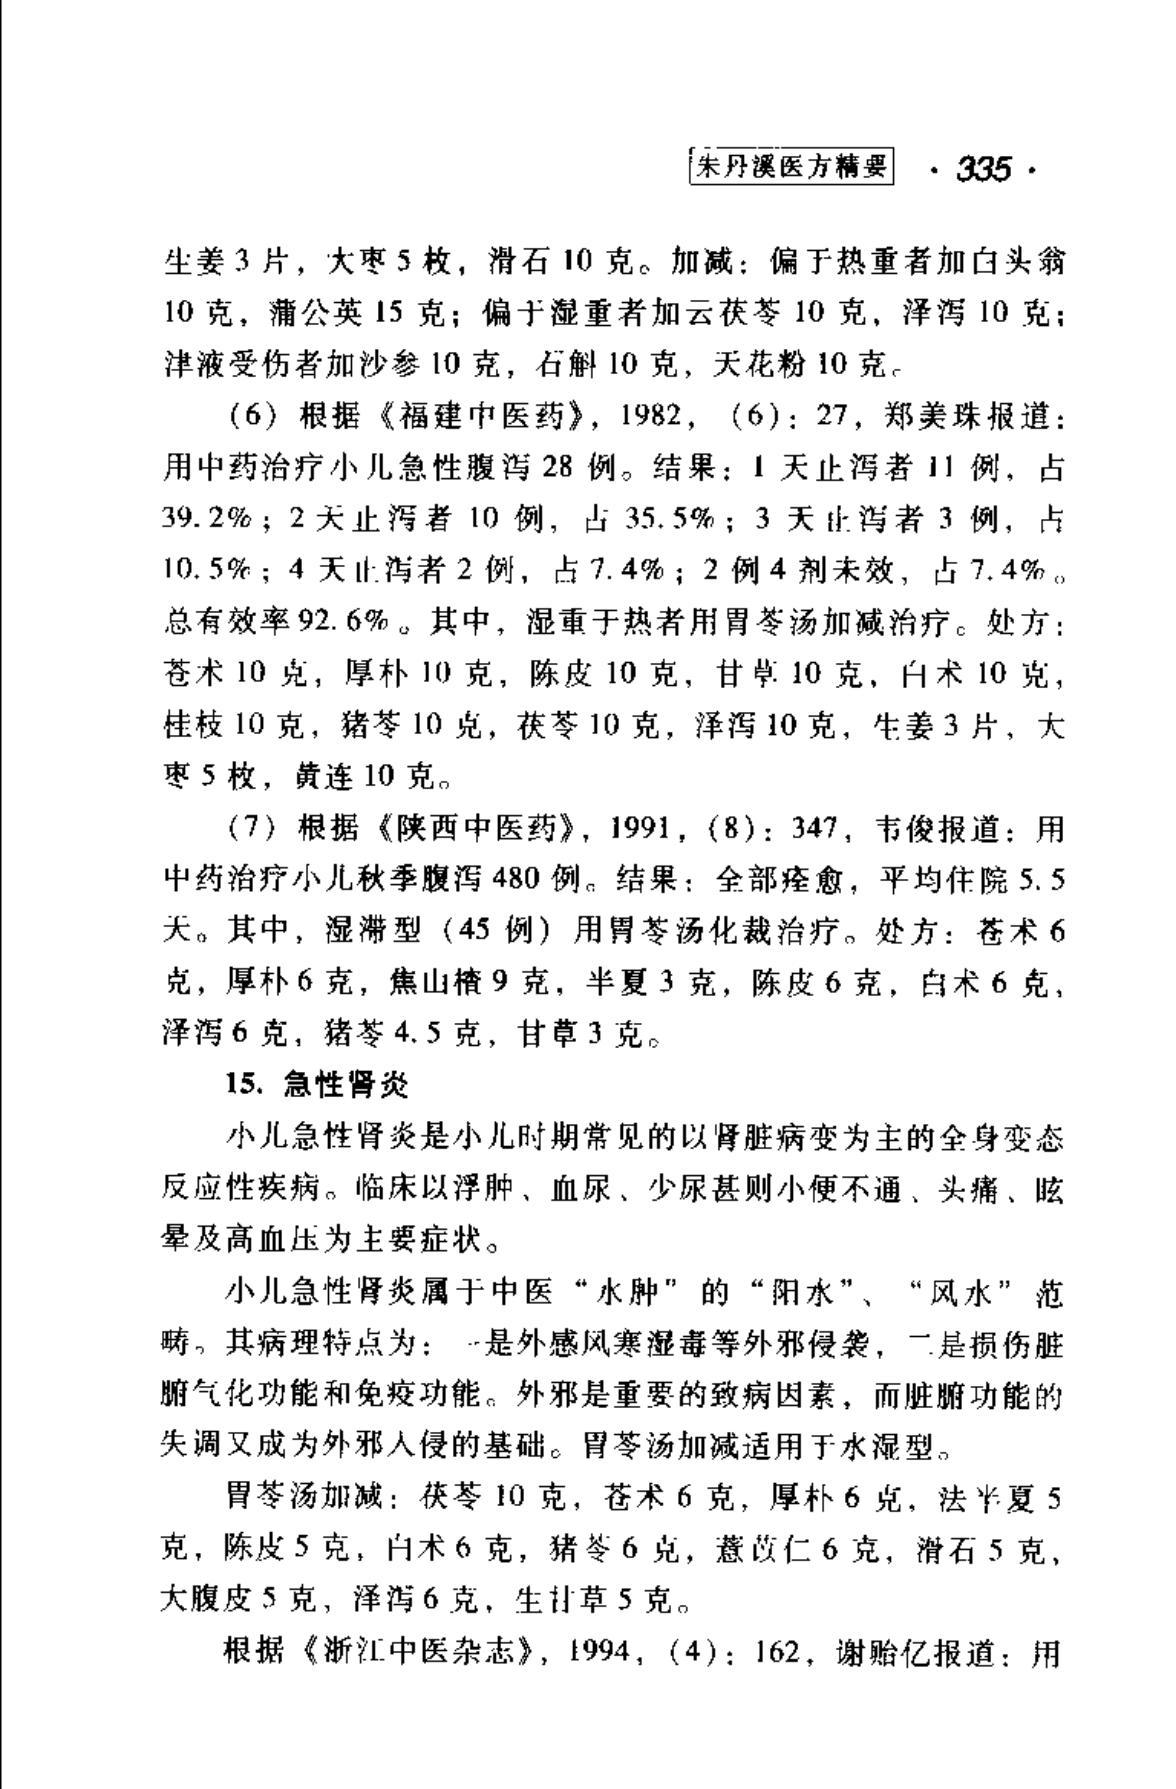 朱丹溪医方精要 · 335 ·
生姜 3 片，大枣 5 枚，滑石 10 克。加减：偏于热重者加白头翁
10 克，蒲公英 15 克；偏于湿重者加云茯苓 10 克，泽泻 10 克；
津液受伤者加沙参 10 克，石斛 10 克，天花粉 10 克。
（6）根据《福建中医药》，1982，（6）：27，郑美珠报道：
用中药治疗小儿急性腹泻 28 例。结果：1 天止泻者 11 例，占
39.2%；2 天止泻者 10 例，占 35.5%；3 天止泻者 3 例，占
10.5%；4 天止泻者 2 例，占 7.4%；2 例 4 剂未效，占 7.4%。
总有效率 92.6%。其中，湿重于热者用胃苓汤加减治疗。处方：
苍术 10 克，厚朴 10 克，陈皮 10 克，甘草 10 克，白术 10 克，
桂枝 10 克，猪苓 10 克，茯苓 10 克，泽泻 10 克，生姜 3 片，大
枣 5 枚，黄连 10 克。
（7）根据《陕西中医药》，1991，（8）：347，韦俊报道：用
中药治疗小儿秋季腹泻 480 例。结果：全部痊愈，平均住院 5.5
天。其中，湿滞型（45 例）用胃苓汤化裁治疗。处方：苍术 6
克，厚朴 6 克，焦山楂 9 克，半夏 3 克，陈皮 6 克，白术 6 克，
泽泻 6 克，猪苓 4.5 克，甘草 3 克。
15. 急性肾炎
小儿急性肾炎是小儿时期常见的以肾脏病变为主的全身变态
反应性疾病。临床以浮肿、血尿、少尿甚则小便不通、头痛、眩
晕及高血压为主要症状。
小儿急性肾炎属于中医“水肿”的“阳水”、“风水”范
畴。其病理特点为：一是外感风寒湿毒等外邪侵袭，二是损伤脏
腑气化功能和免疫功能。外邪是重要的致病因素，而脏腑功能的
失调又成为外邪人侵的基础。胃苓汤加减适用于水湿型。
胃苓汤加减：茯苓 10 克，苍术 6 克，厚朴 6 克，法半夏 5
克，陈皮 5 克，白术 6 克，猪苓 6 克，薏苡仁 6 克，滑石 5 克，
大腹皮 5 克，泽泻 6 克，生甘草 5 克。
根据《浙江中医杂志》，1994，（4）：162，谢贻亿报道：用